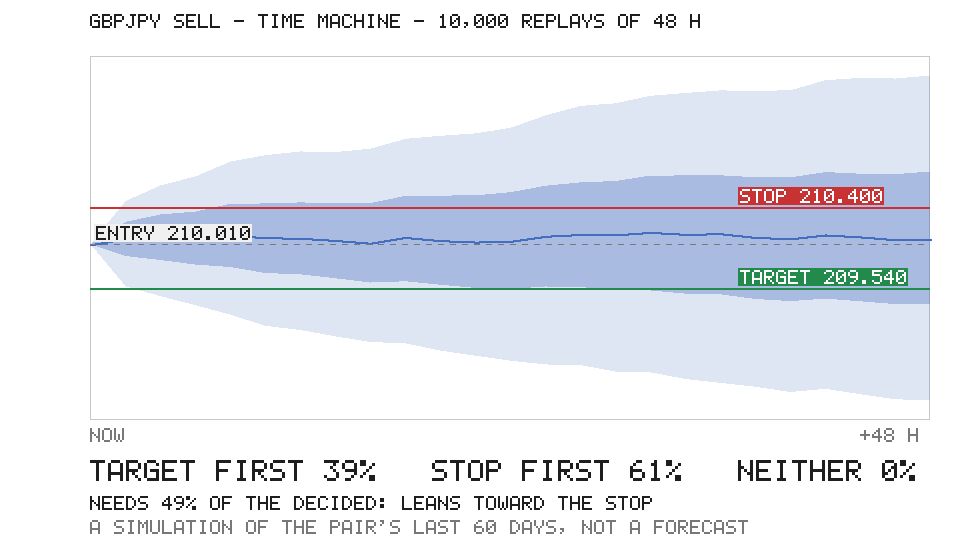 GBPJPY SELL - TIME MACHINE - 10,000 REPLAYS OF 48 H
STOP 210.400
ENTRY 210.010
TARGET 209.540
NOW +48 H
TARGET FIRST 39% STOP FIRST 61% NEITHER 0%
NEEDS 49% OF THE DECIDED: LEANS TOWARD THE STOP
A SIMULATION OF THE PAIR'S LAST 60 DAYS, NOT A FORECAST